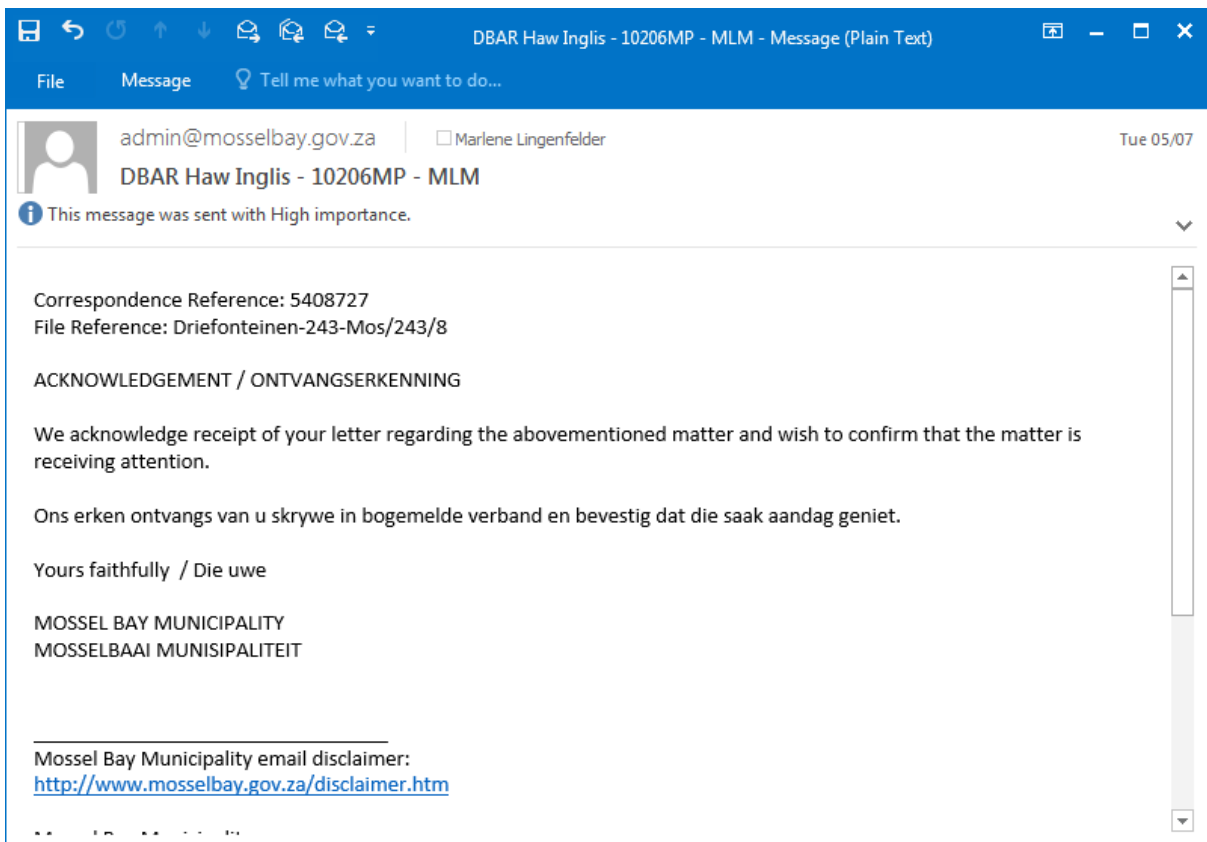 DBAR Haw Inglis - 10206MP - MLM - Message (Plain Text)
File Message Tell me what you want to do...
admin@mosselbay.gov.za Marlene Lingenfelder Tue 05/07
DBAR Haw Inglis - 10206MP - MLM
This message was sent with High importance.
Correspondence Reference: 5408727
File Reference: Driefonteinen-243-Mos/243/8
ACKNOWLEDGEMENT / ONTVANGSERKENNING
We acknowledge receipt of your letter regarding the abovementioned matter and wish to confirm that the matter is
receiving attention.
Ons erken ontvangs van u skrywe in bogemelde verband en bevestig dat die saak aandag geniet.
Yours faithfully / Die uwe
MOSSEL BAY MUNICIPALITY
MOSSELBAAI MUNISIPALITEIT
Mossel Bay Municipality email disclaimer:
http://www.mosselbay.gov.za/disclaimer.htm